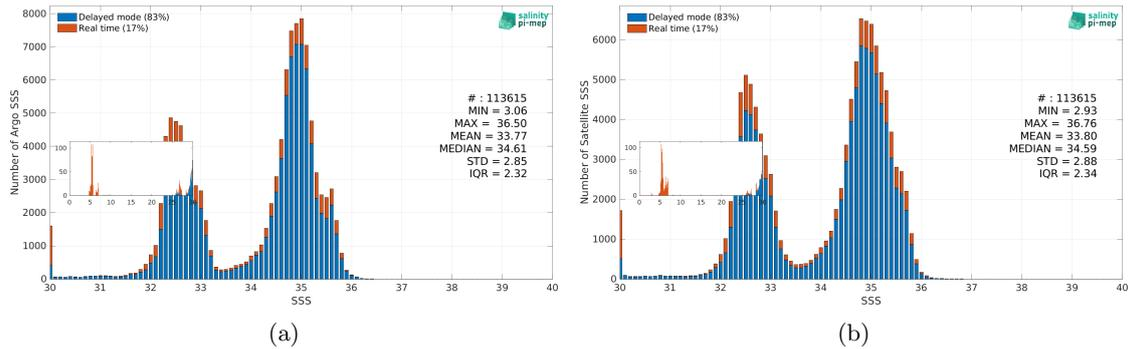 Delayed mode (83%)
Real time (17%)
salinity
pi-mep
8000
7000
6000
5000
4000
3000
2000
1000
0
Number of Argo SSS
# : 113615
MIN = 3.06
MAX = 36.50
MEAN = 33.77
MEDIAN = 34.61
STD = 2.85
IQR = 2.32
100
50
0
0 5 10 15 20 25 30
30 31 32 33 34 35 36 37 38 39 40
SSS
(a)
Delayed mode (83%)
Real time (17%)
salinity
pi-mep
6000
5000
4000
3000
2000
1000
0
Number of Satellite SSS
# : 113615
MIN = 2.93
MAX = 36.76
MEAN = 33.80
MEDIAN = 34.59
STD = 2.88
IQR = 2.34
100
50
0
0 5 10 15 20 25 30
30 31 32 33 34 35 36 37 38 39 40
SSS
(b)